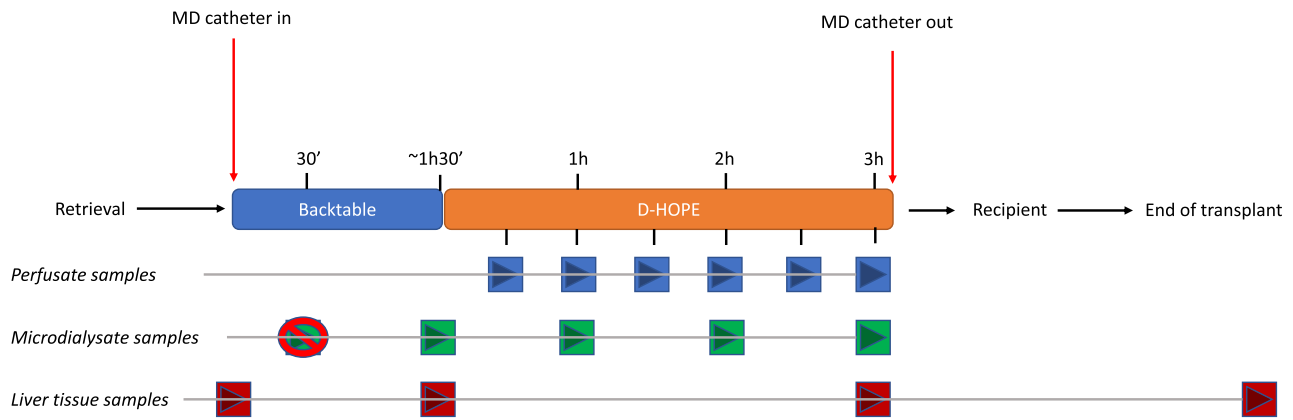 MD catheter in
MD catheter out
30’
~1h30’
1h
2h
3h
Retrieval
Backtable
D-HOPE
Recipient
End of transplant
Perfusate samples
Microdialysate samples
Liver tissue samples